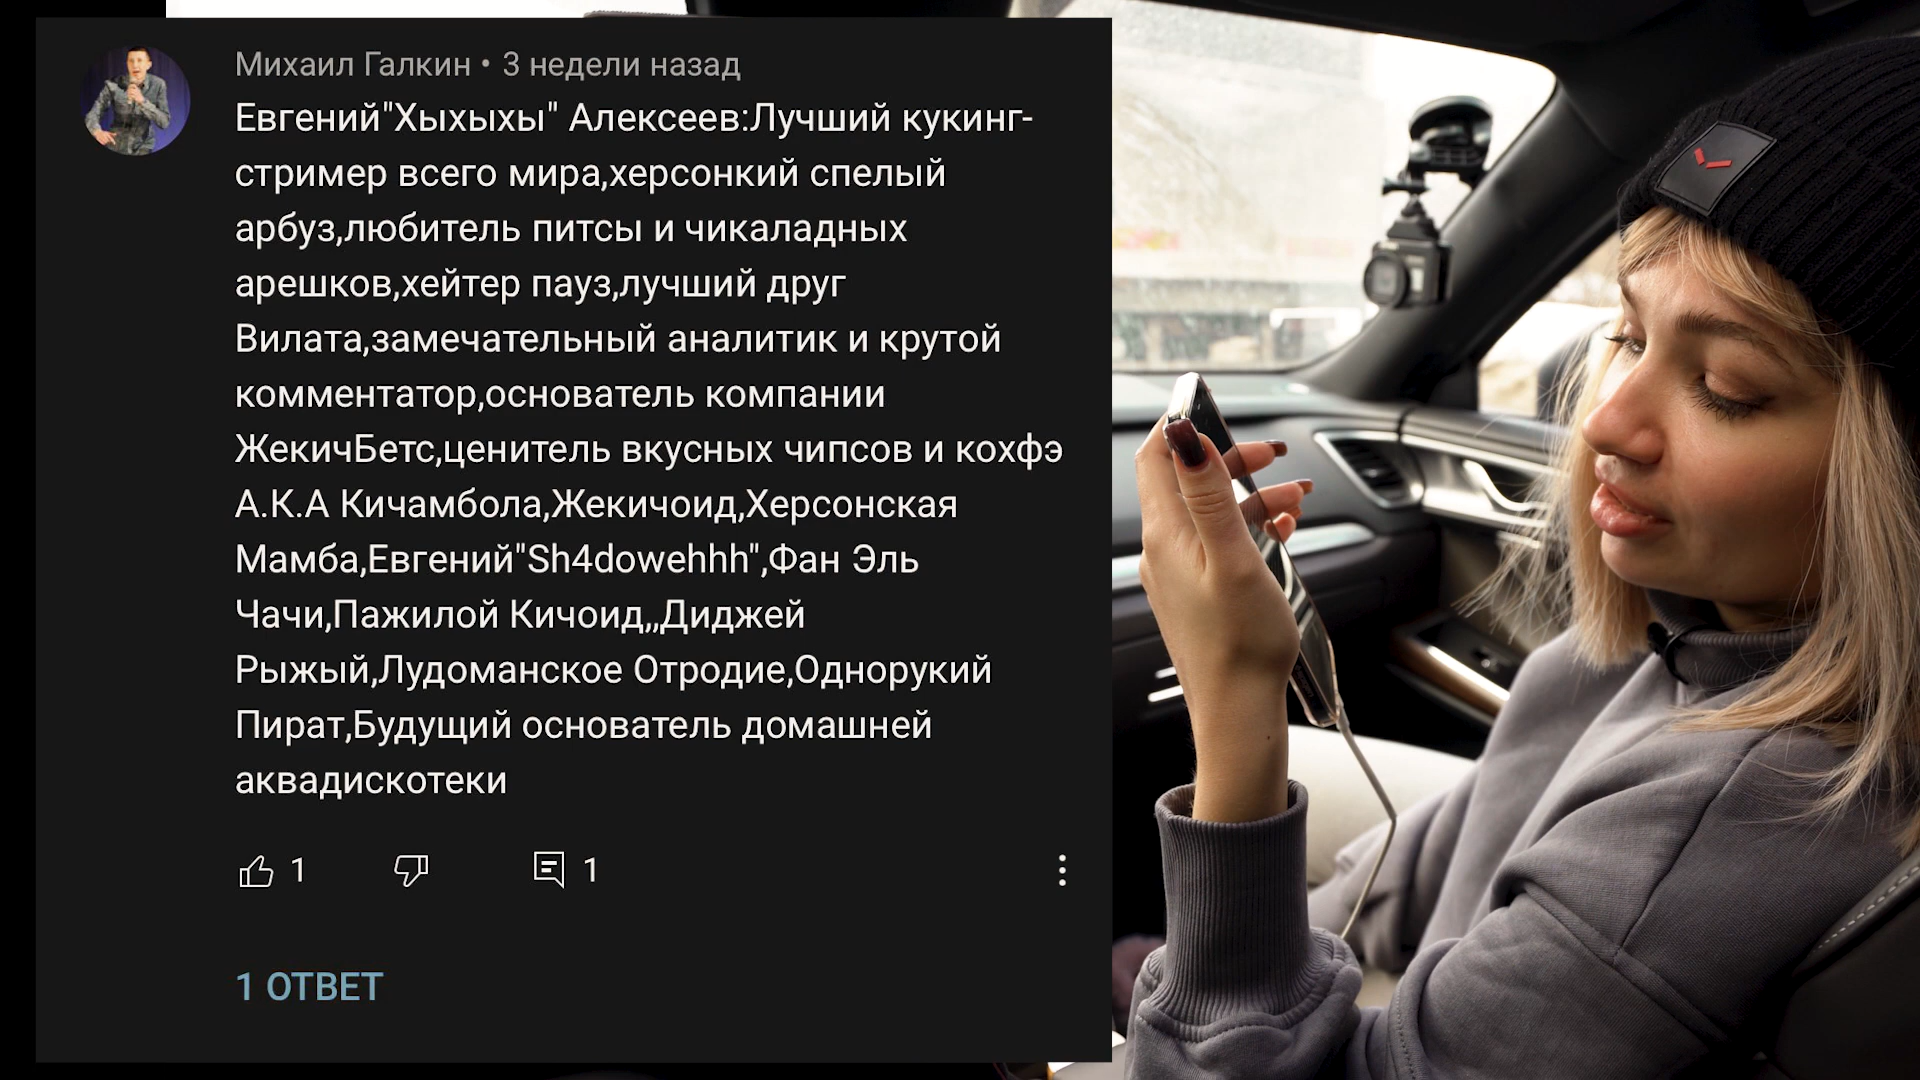 Михаил Галкин • 3 недели назад
Евгений"Хыхыхы" Алексеев:Лучший кукинг-
стример всего мира,херсонкий спелый
арбуз,любитель питсы и чикаладных
арешков,хейтер пауз,лучший друг
Вилата,замечательный аналитик и крутой
комментатор,основатель компании
ЖекичБетс,ценитель вкусных чипсов и кохфэ
А.К.А Кичамбола,Жекичоид,Херсонская
Мамба,Евгений"Sh4dowehhh",Фан Эль
Чачи,Пажилой Кичоид,,Диджей
Рыжый,Лудоманское Отродие,Однорукий
Пират,Будущий основатель домашней
аквадискотеки
1 1
1 ОТВЕТ